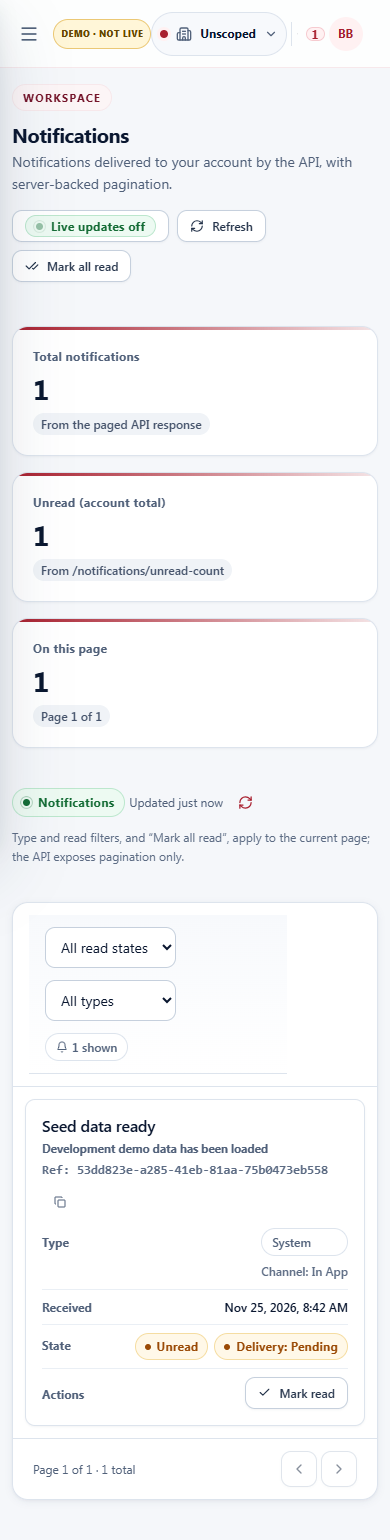 DEMO · NOT LIVE
Unscoped
1
BB
WORKSPACE
Notifications
Notifications delivered to your account by the API, with
server-backed pagination.
Live updates off
Refresh
Mark all read
Total notifications
1
From the paged API response
Unread (account total)
1
From /notifications/unread-count
On this page
1
Page 1 of 1
Notifications
Updated just now
Type and read filters, and “Mark all read”, apply to the current page;
the API exposes pagination only.
All read states
All types
1 shown
Seed data ready
Development demo data has been loaded
Ref: 53dd823e-a285-41eb-81aa-75b0473eb558
Type
System
Channel: In App
Received
Nov 25, 2026, 8:42 AM
State
Unread
Delivery: Pending
Actions
Mark read
Page 1 of 1 · 1 total